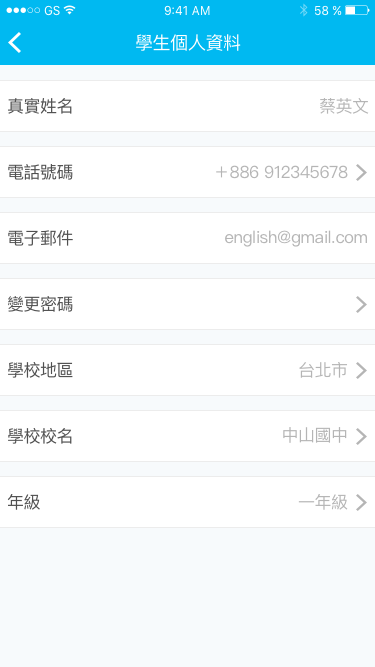 GS 9:41 AM 58 %
學生個人資料
真實姓名 蔡英文
電話號碼 +886 912345678
電子郵件 english@gmail.com
變更密碼
學校地區 台北市
學校校名 中山國中
年級 一年級